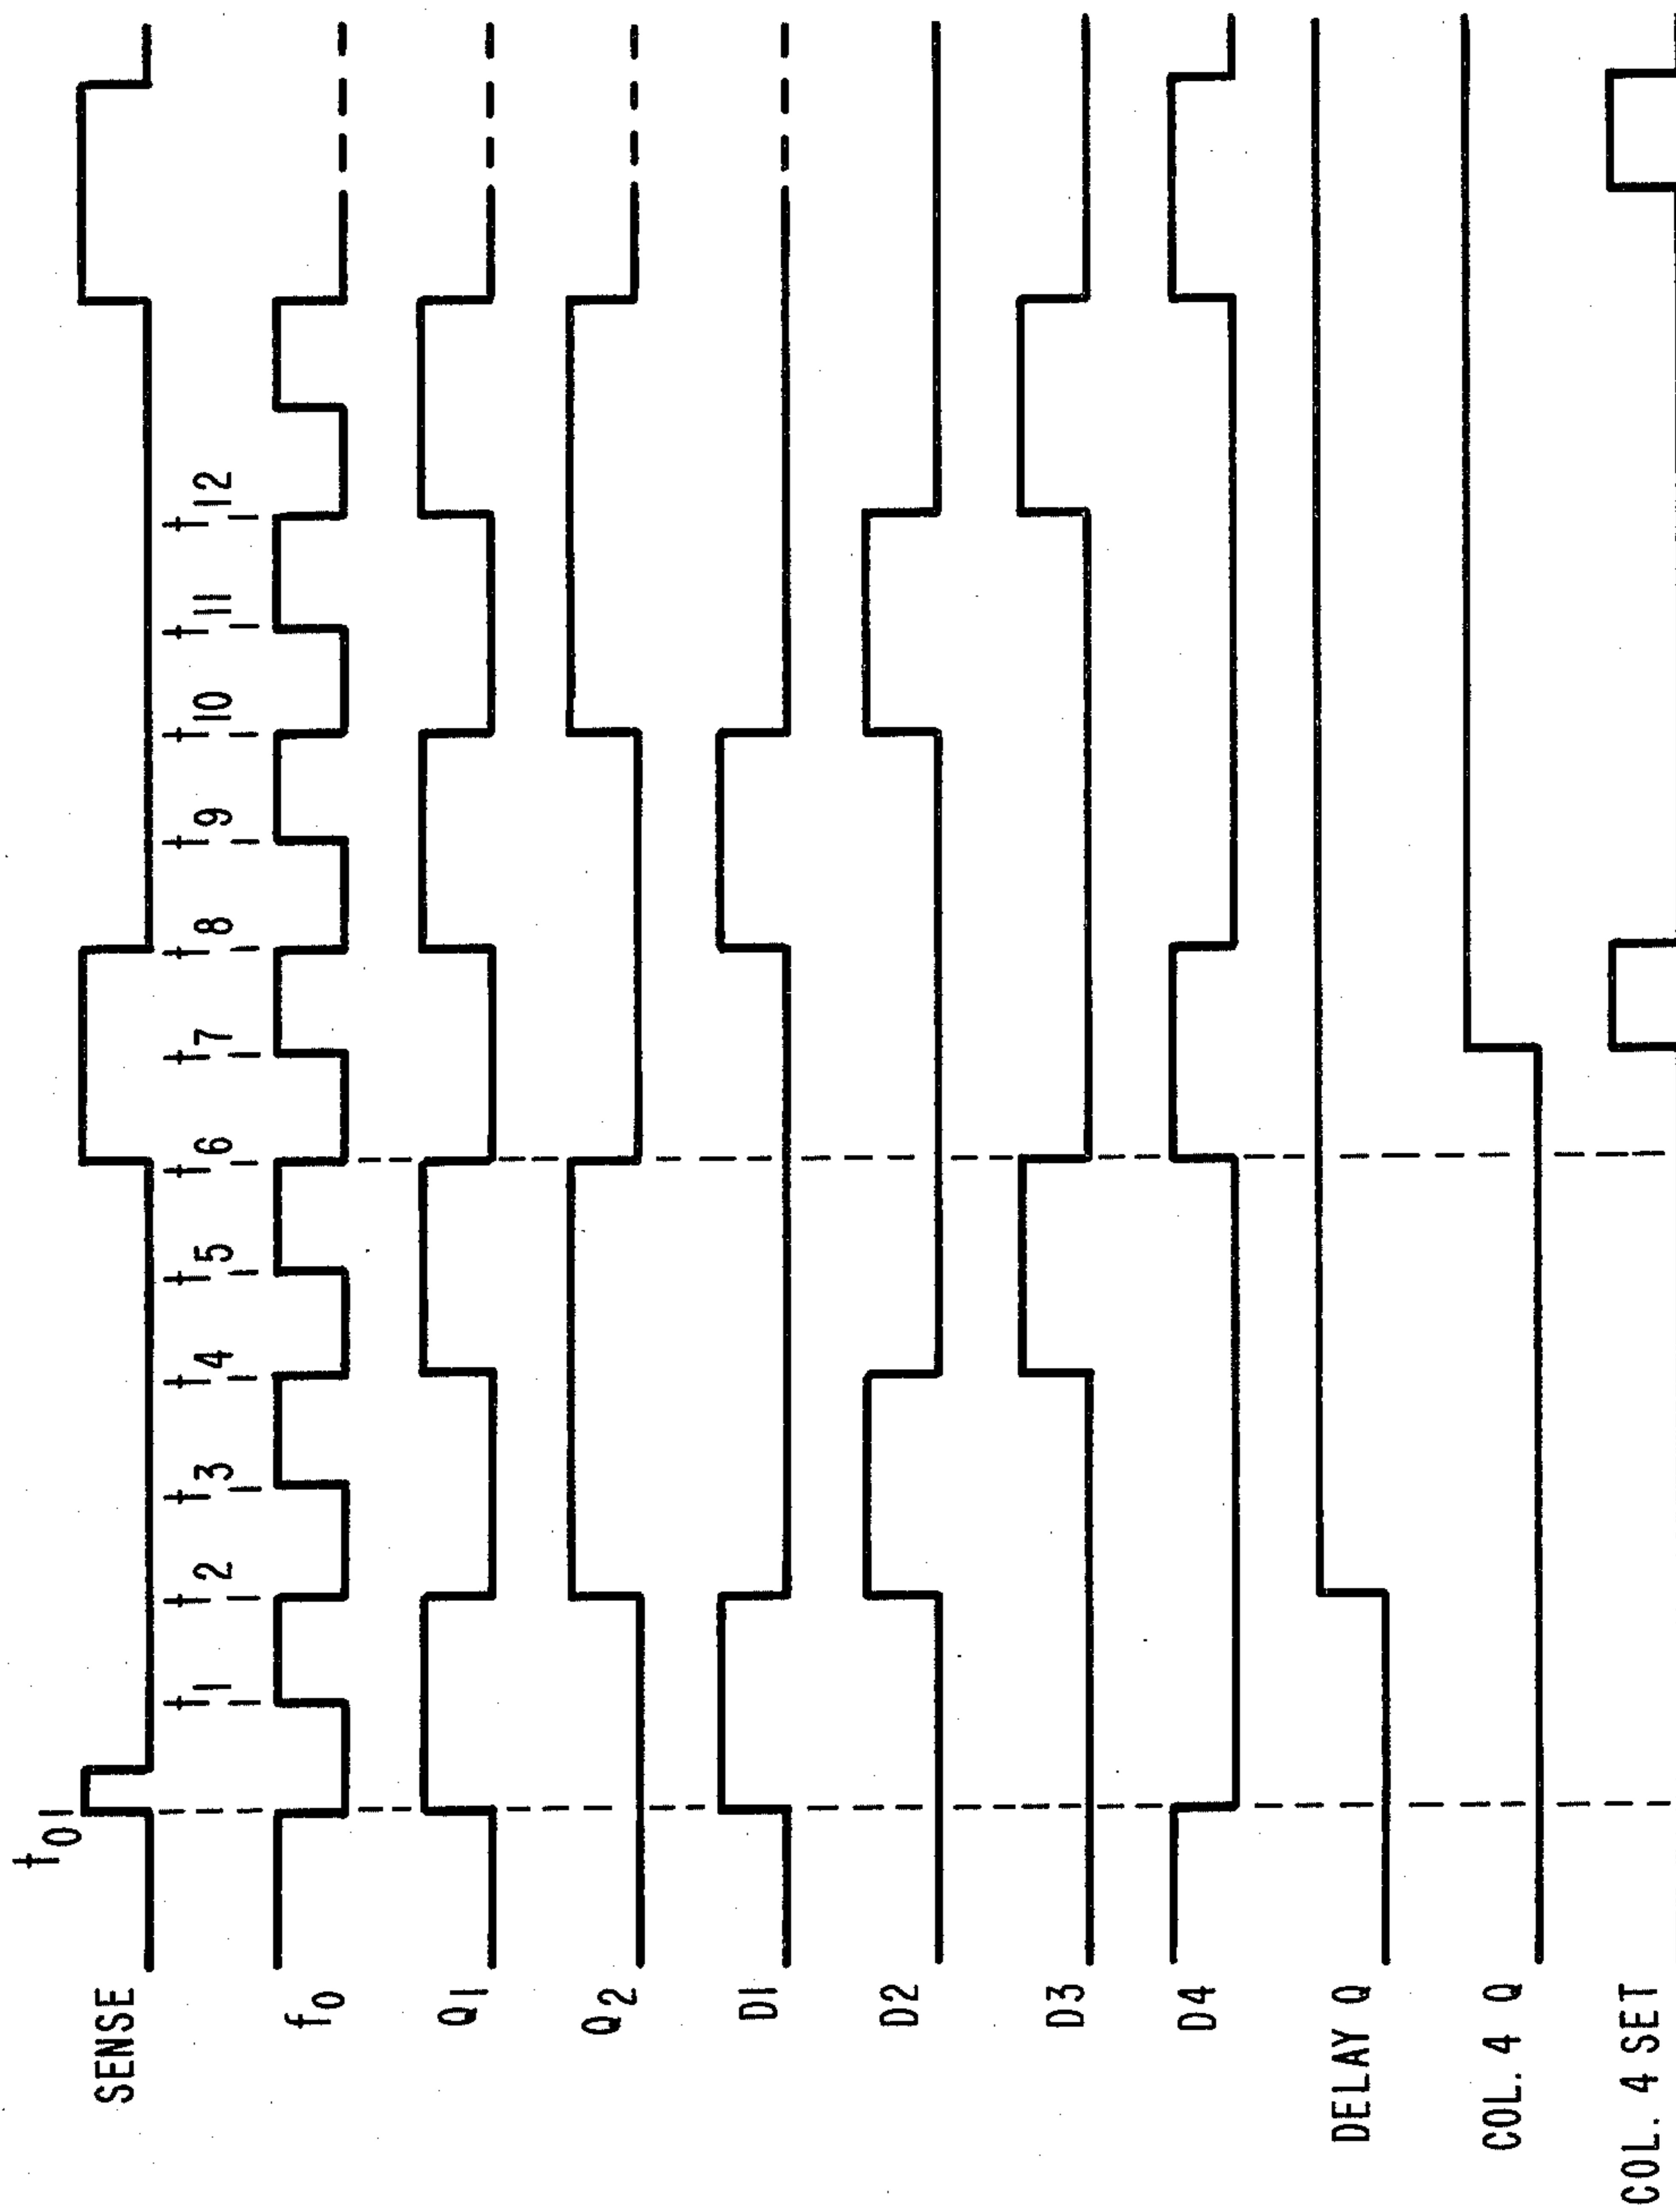 t0
SENSE
t1 t2 t3 t4 t5 t6 t7 t8 t9 t10 t11 t12
f0
Q1
Q2
D1
D2
D3
D4
DELAY Q
COL. 4 Q
COL. 4 SET